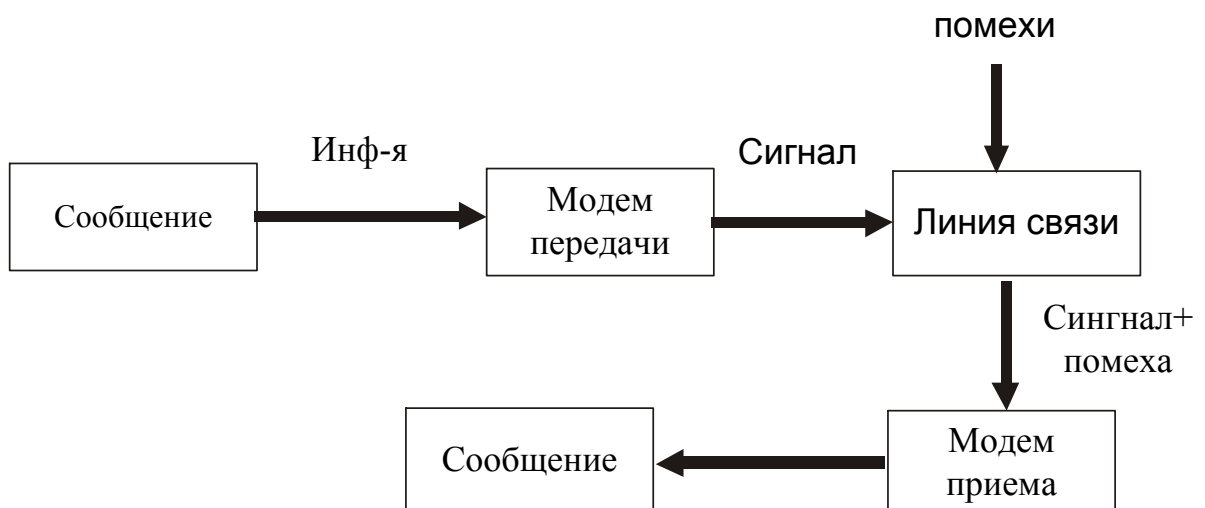 помехи
Инф-я
Сигнал
Сообщение
Модем
передачи
Линия связи
Сингнал+
помеха
Сообщение
Модем
приема